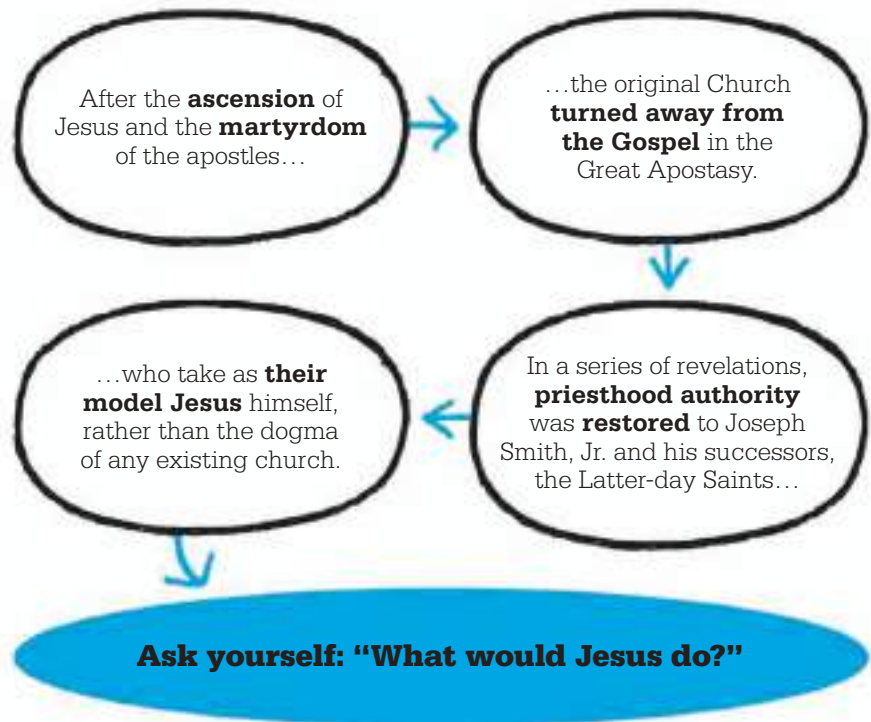 After the ascension of
Jesus and the martyrdom
of the apostles…
…the original Church
turned away from
the Gospel in the
Great Apostasy.
In a series of revelations,
priesthood authority
was restored to Joseph
Smith, Jr. and his successors,
the Latter-day Saints…
…who take as their
model Jesus himself,
rather than the dogma
of any existing church.
Ask yourself: “What would Jesus do?”